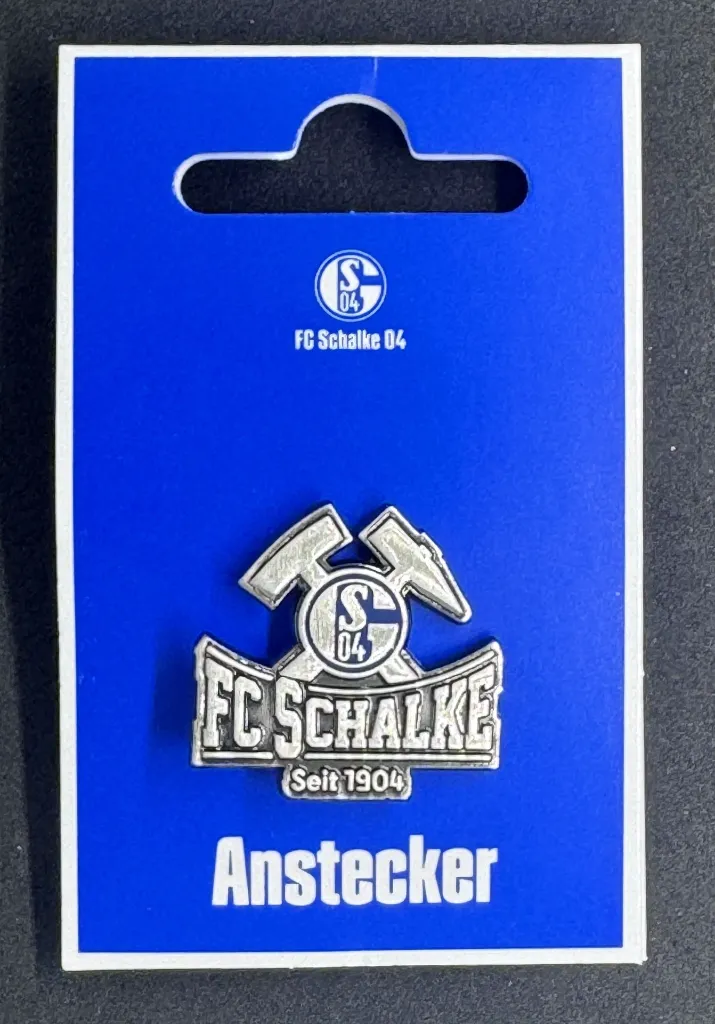 S
04
FC Schalke 04
S
04
FC SCHALKE
Seit 1904
Anstecker